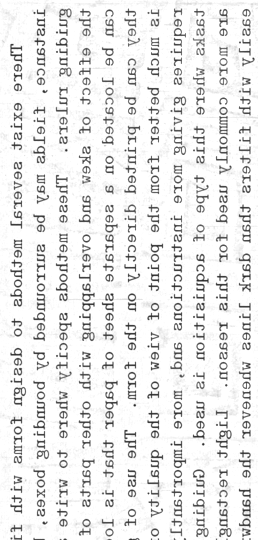 There exist several methods to design forms with fi
instance, fields may be surrounded by bounding boxes,
guiding rulers. These methods specify where to write
the effect of skew and overlapping with other parts of
can be located on a separate sheet of paper that is
they can be printed directly on the form. The use of
is much better from the point of view of the quality
requires giving more instructions and, more
tasks where this type of acquisition is used. Guiding
are more commonly used for this reason. Light
easily with filters than dark lines whenever the